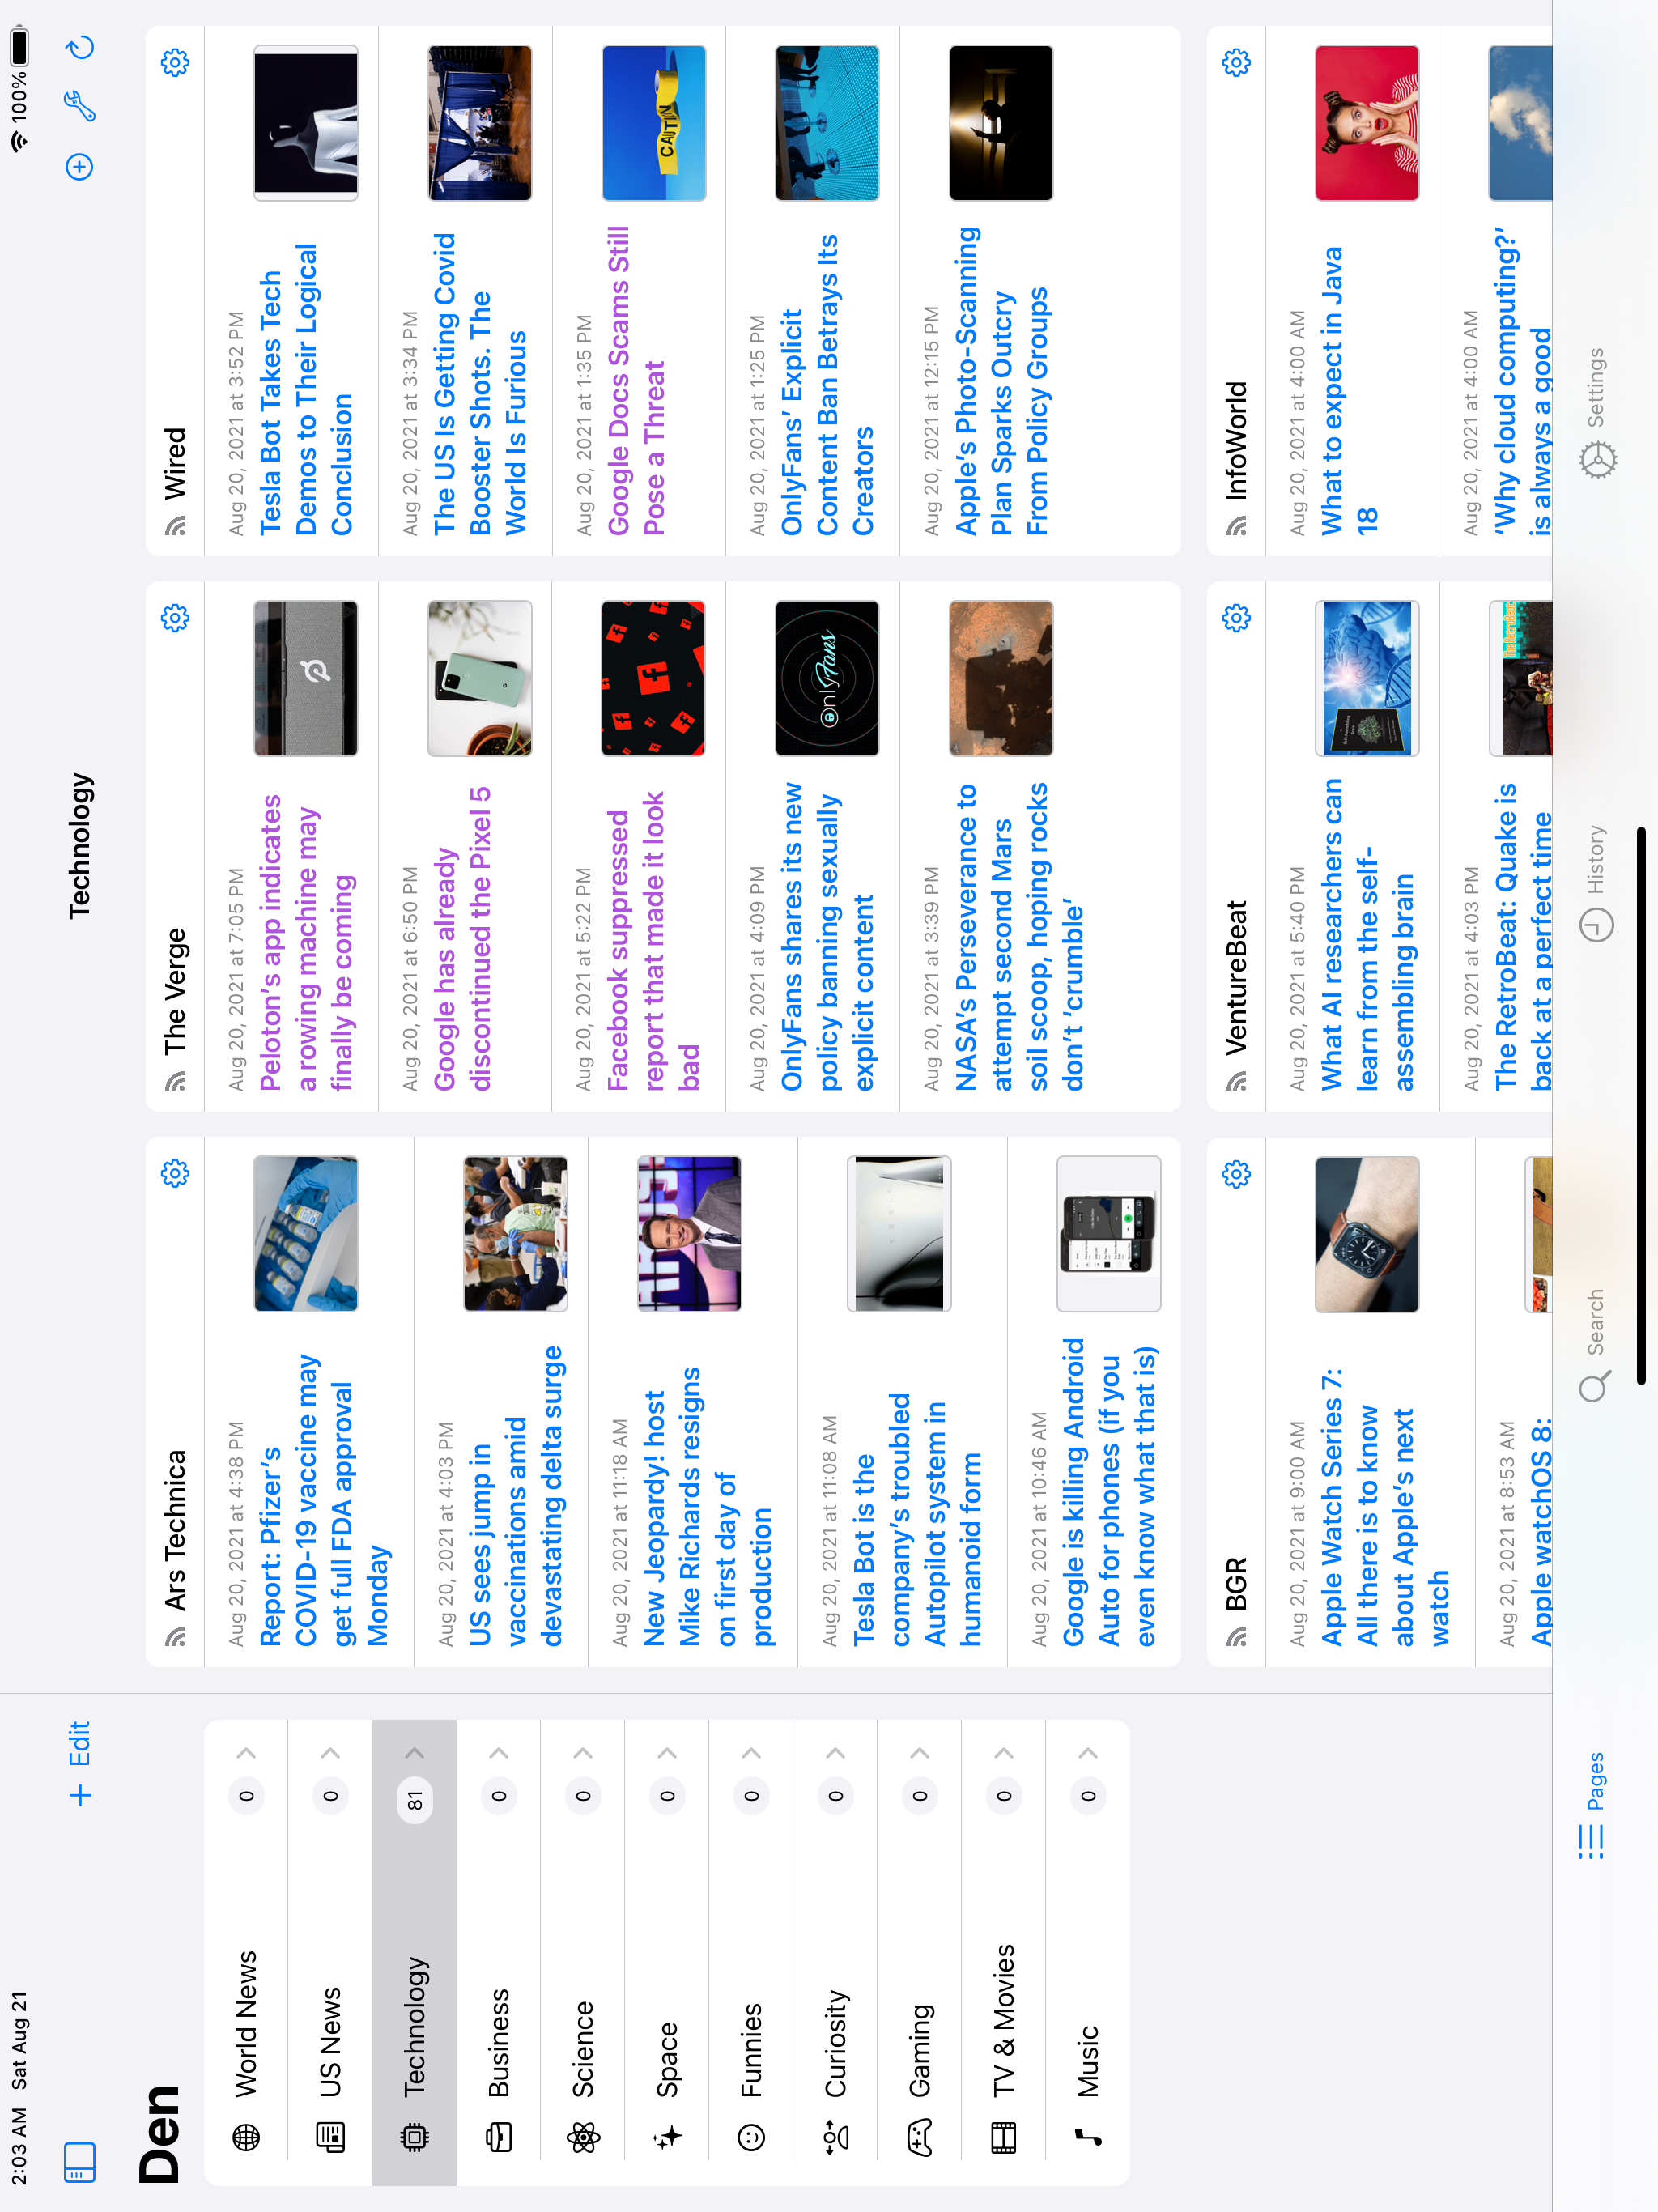 2:03 AM Sat Aug 21
100%
Edit
Technology
Den
World News
0
US News
0
Technology
81
Business
0
Science
0
Space
0
Funnies
0
Curiosity
0
Gaming
0
TV & Movies
0
Music
0
Ars Technica
Aug 20, 2021 at 4:38 PM
Report: Pfizer's
COVID-19 vaccine may
get full FDA approval
Monday
Aug 20, 2021 at 4:03 PM
US sees jump in
vaccinations amid
devastating delta surge
Aug 20, 2021 at 11:18 AM
New Jeopardy! host
Mike Richards resigns
on first day of
production
Aug 20, 2021 at 11:08 AM
Tesla Bot is the
company's troubled
Autopilot system in
humanoid form
Aug 20, 2021 at 10:46 AM
Google is killing Android
Auto for phones (if you
even know what that is)
The Verge
Aug 20, 2021 at 7:05 PM
Peloton's app indicates
a rowing machine may
finally be coming
Aug 20, 2021 at 6:50 PM
Google has already
discontinued the Pixel 5
Aug 20, 2021 at 5:22 PM
Facebook suppressed
report that made it look
bad
Aug 20, 2021 at 4:09 PM
OnlyFans shares its new
policy banning sexually
explicit content
OnlyFans
Aug 20, 2021 at 3:39 PM
NASA's Perseverance to
attempt second Mars
soil scoop, hoping rocks
don't 'crumble'
Wired
Aug 20, 2021 at 3:52 PM
Tesla Bot Takes Tech
Demos to Their Logical
Conclusion
Aug 20, 2021 at 3:34 PM
The US Is Getting Covid
Booster Shots. The
World Is Furious
Aug 20, 2021 at 1:35 PM
Google Docs Scams Still
Pose a Threat
CAUTION
Aug 20, 2021 at 1:25 PM
OnlyFans' Explicit
Content Ban Betrays Its
Creators
Aug 20, 2021 at 12:15 PM
Apple's Photo-Scanning
Plan Sparks Outcry
From Policy Groups
BGR
Aug 20, 2021 at 9:00 AM
Apple Watch Series 7:
All there is to know
about Apple's next
watch
Aug 20, 2021 at 8:53 AM
Apple watchOS 8:
VentureBeat
Aug 20, 2021 at 5:40 PM
What AI researchers can
learn from the self-
assembling brain
Aug 20, 2021 at 4:03 PM
The RetroBeat: Quake is
back at a perfect time
InfoWorld
Aug 20, 2021 at 4:00 AM
What to expect in Java
18
Aug 20, 2021 at 4:00 AM
'Why cloud computing?'
is always a good
Pages
Search
History
Settings